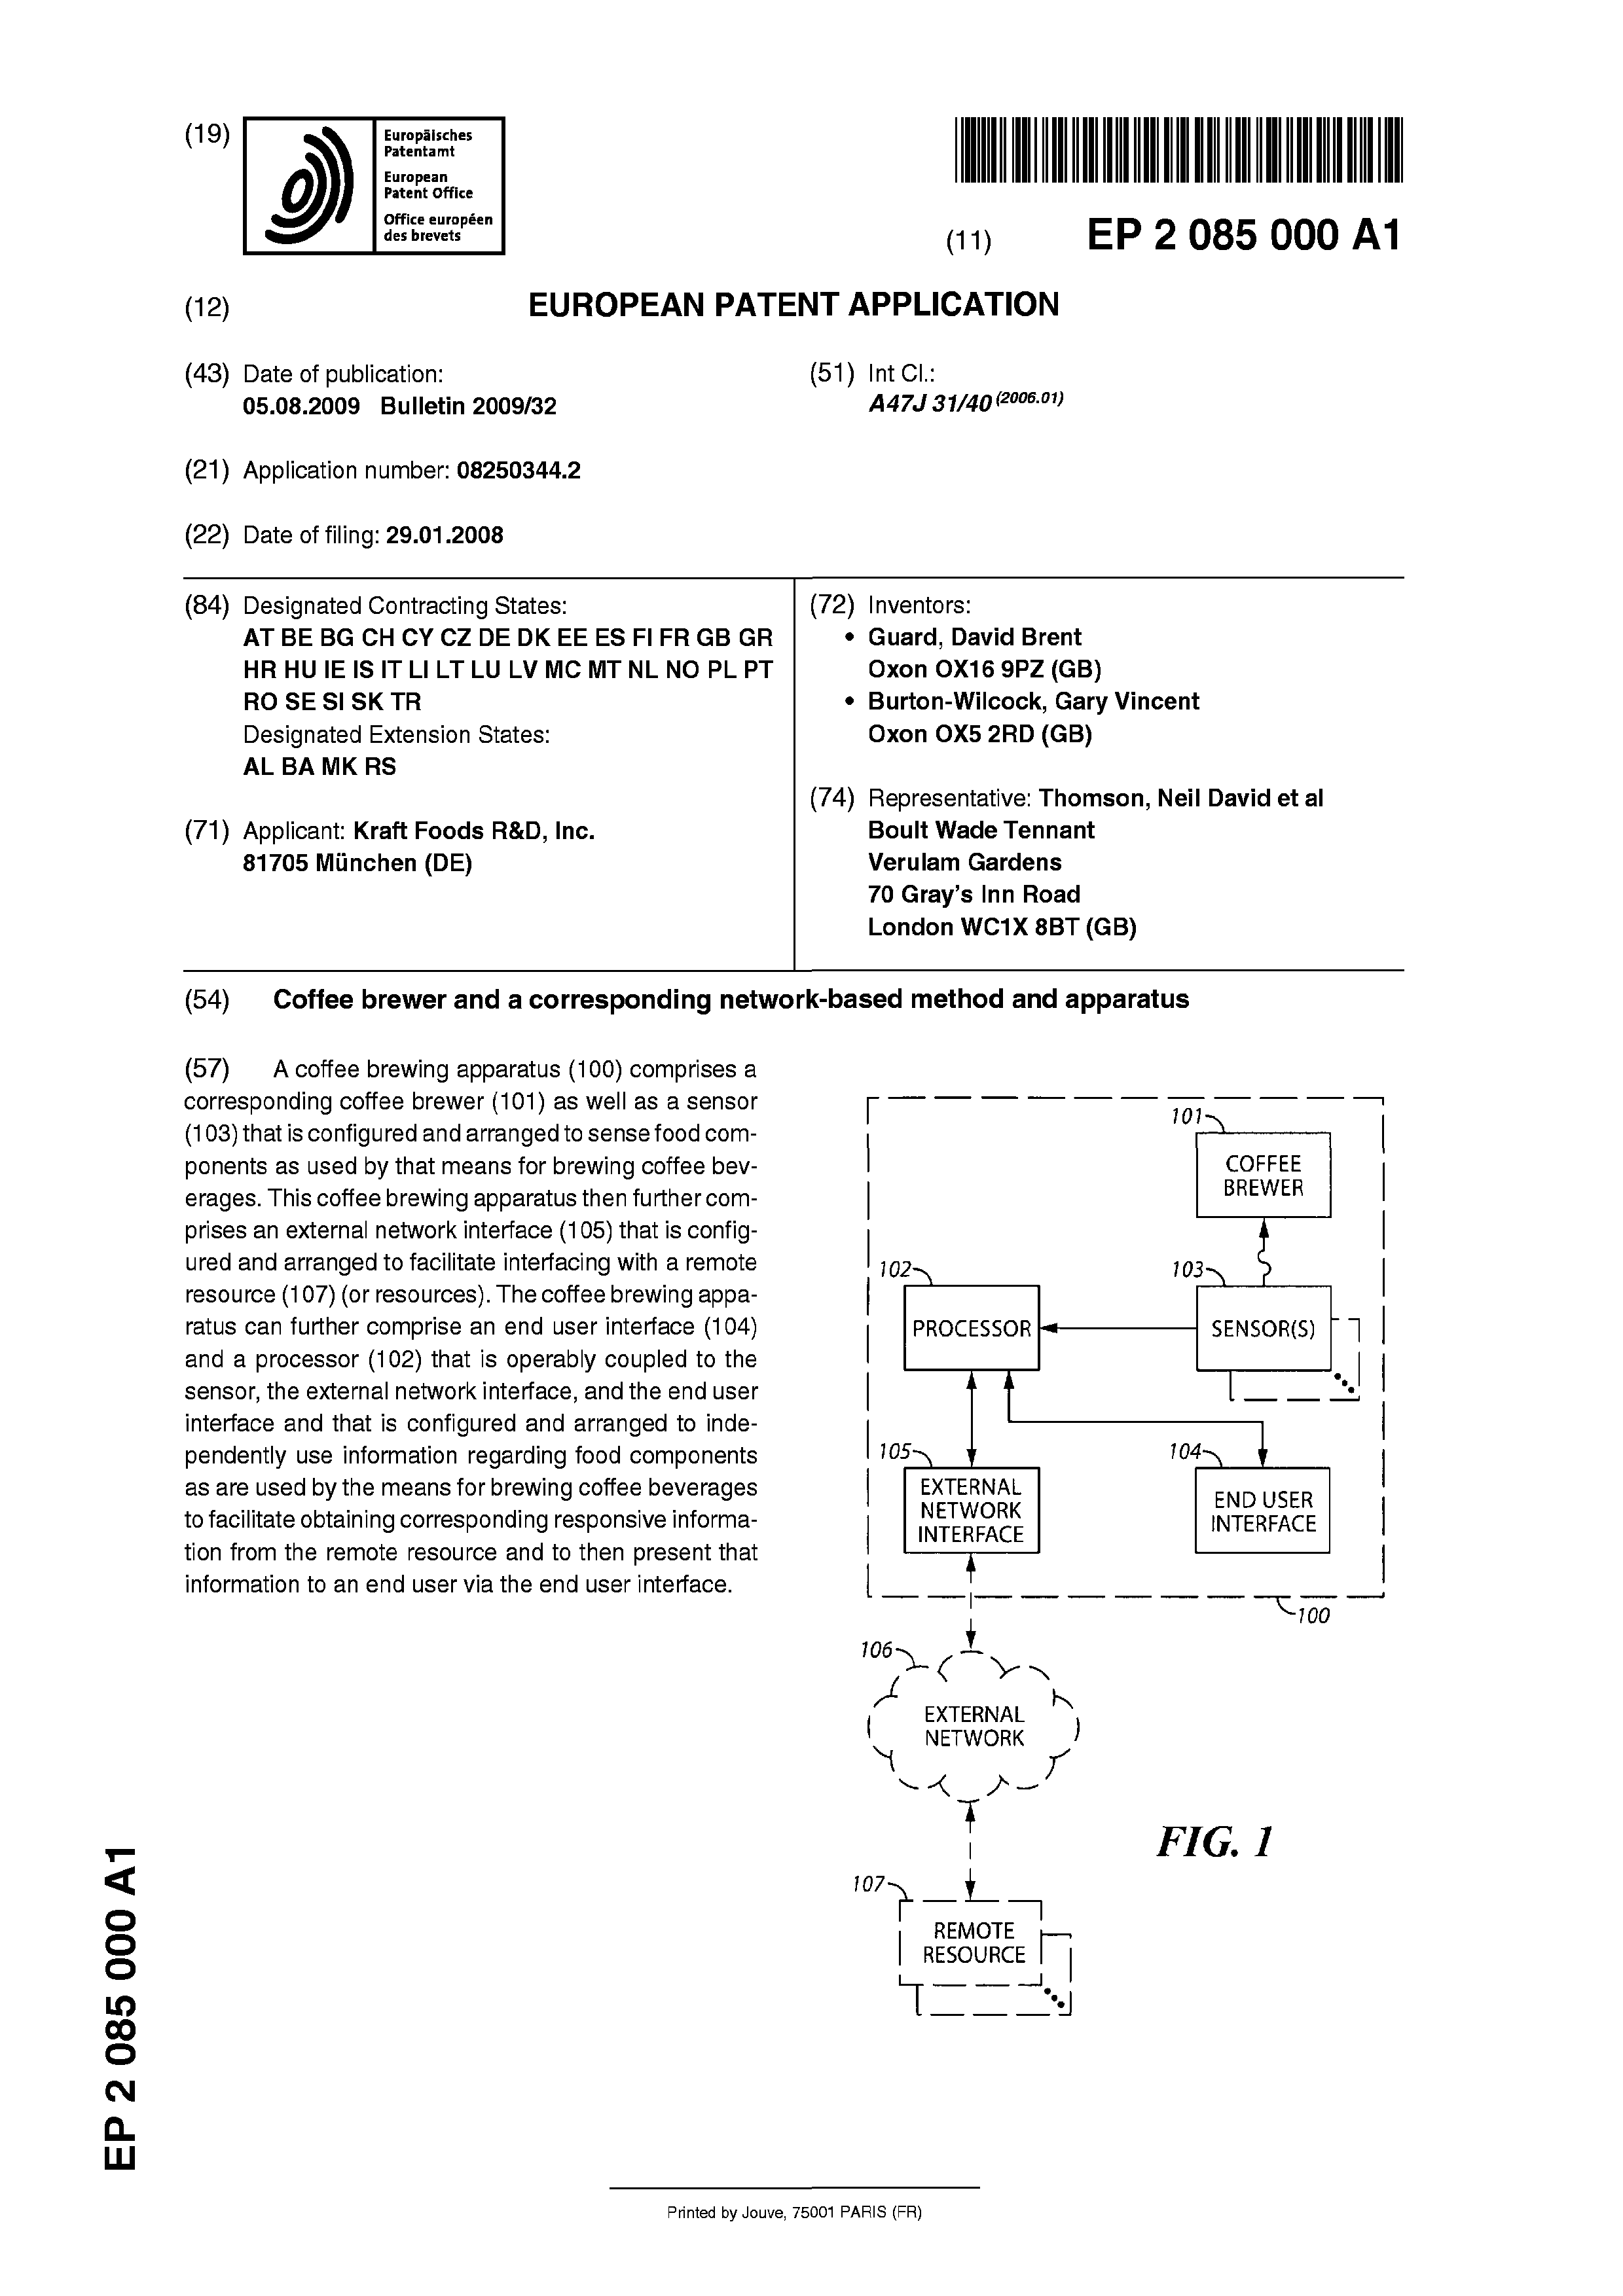 (19)
Europäisches
Patentamt
European
Patent Office
Office européen
des brevets
(11) EP 2 085 000 A1
(12) EUROPEAN PATENT APPLICATION
(43) Date of publication:
05.08.2009 Bulletin 2009/32
(51) Int Cl.:
A47J 31/40 (2006.01)
(21) Application number: 08250344.2
(22) Date of filing: 29.01.2008
(84) Designated Contracting States:
AT BE BG CH CY CZ DE DK EE ES FI FR GB GR
HR HU IE IS IT LI LT LU LV MC MT NL NO PL PT
RO SE SI SK TR
Designated Extension States:
AL BA MK RS
(71) Applicant: Kraft Foods R&D, Inc.
81705 München (DE)
(72) Inventors:
• Guard, David Brent
Oxon OX16 9PZ (GB)
• Burton-Wilcock, Gary Vincent
Oxon OX5 2RD (GB)
(74) Representative: Thomson, Neil David et al
Boult Wade Tennant
Verulam Gardens
70 Gray's Inn Road
London WC1X 8BT (GB)
(54) Coffee brewer and a corresponding network-based method and apparatus
(57) A coffee brewing apparatus (100) comprises a
corresponding coffee brewer (101) as well as a sensor
(103) that is configured and arranged to sense food com-
ponents as used by that means for brewing coffee bev-
erages. This coffee brewing apparatus then further com-
prises an external network interface (105) that is config-
ured and arranged to facilitate interfacing with a remote
resource (107) (or resources). The coffee brewing appa-
ratus can further comprise an end user interface (104)
and a processor (102) that is operably coupled to the
sensor, the external network interface, and the end user
interface and that is configured and arranged to inde-
pendently use information regarding food components
as are used by the means for brewing coffee beverages
to facilitate obtaining corresponding responsive informa-
tion from the remote resource and to then present that
information to an end user via the end user interface.
101
COFFEE
BREWER
102
PROCESSOR
103
SENSOR(S)
105
EXTERNAL
NETWORK
INTERFACE
104
END USER
INTERFACE
100
106
EXTERNAL
NETWORK
FIG. 1
107
REMOTE
RESOURCE
EP 2 085 000 A1
Printed by Jouve, 75001 PARIS (FR)